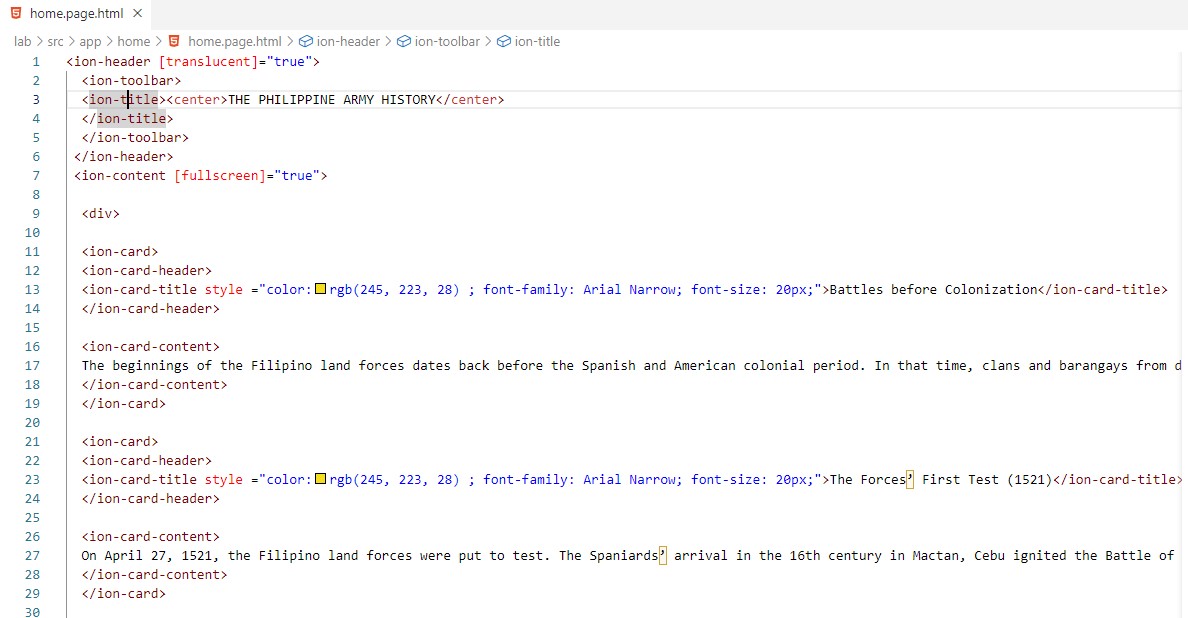 home.page.html ×
lab > src > app > home > home.page.html > ion-header > ion-toolbar > ion-title
1 <ion-header [translucent]="true">
2 <ion-toolbar>
3 <ion-title><center>THE PHILIPPINE ARMY HISTORY</center>
4 </ion-title>
5 </ion-toolbar>
6 </ion-header>
7 <ion-content [fullscreen]="true">
8
9 <div>
10
11 <ion-card>
12 <ion-card-header>
13 <ion-card-title style ="color:rgb(245, 223, 28) ; font-family: Arial Narrow; font-size: 20px;">Battles before Colonization</ion-card-title>
14 </ion-card-header>
15
16 <ion-card-content>
17 The beginnings of the Filipino land forces dates back before the Spanish and American colonial period. In that time, clans and barangays from d
18 </ion-card-content>
19 </ion-card>
20
21 <ion-card>
22 <ion-card-header>
23 <ion-card-title style ="color:rgb(245, 223, 28) ; font-family: Arial Narrow; font-size: 20px;">The Forces’ First Test (1521)</ion-card-title>
24 </ion-card-header>
25
26 <ion-card-content>
27 On April 27, 1521, the Filipino land forces were put to test. The Spaniards’ arrival in the 16th century in Mactan, Cebu ignited the Battle of
28 </ion-card-content>
29 </ion-card>
30